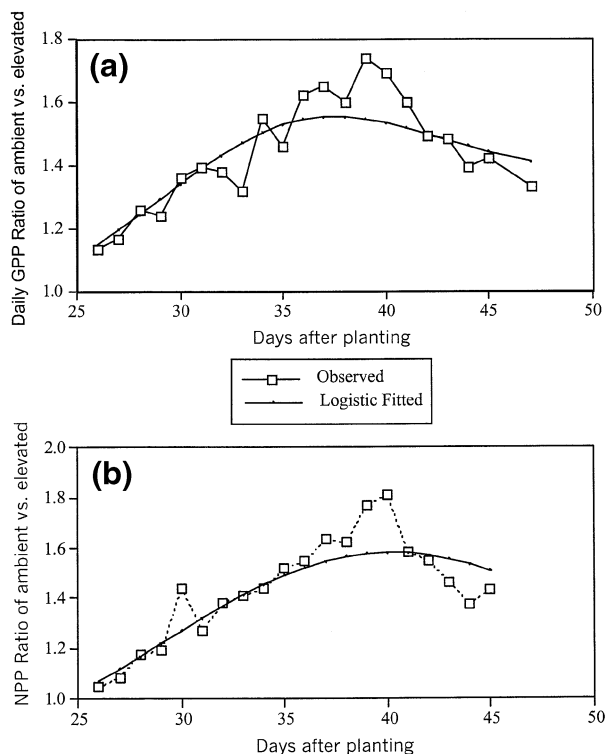 (a)
Daily GPP Ratio of ambient vs. elevated
1.8
1.6
1.4
1.2
1.0
25 30 35 40 45 50
Days after planting
Observed
Logistic Fitted
(b)
NPP Ratio of ambient vs. elevated
2.0
1.8
1.6
1.4
1.2
1.0
25 30 35 40 45 50
Days after planting